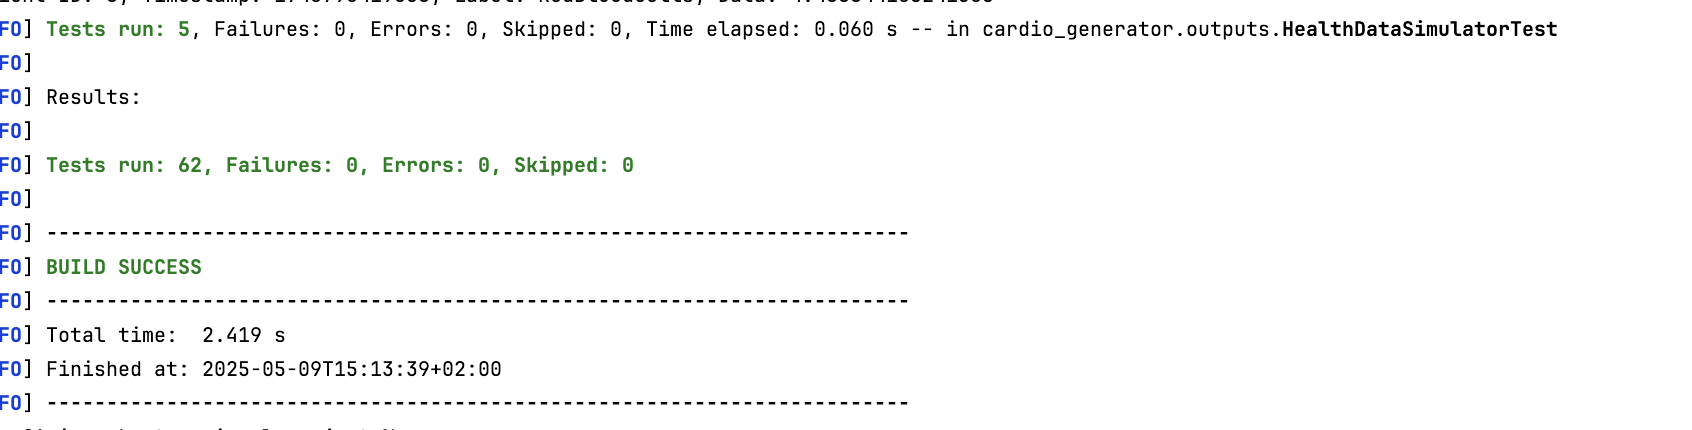 FO] Tests run: 5, Failures: 0, Errors: 0, Skipped: 0, Time elapsed: 0.060 s -- in cardio_generator.outputs.HealthDataSimulatorTest
FO]
FO] Results:
FO]
FO] Tests run: 62, Failures: 0, Errors: 0, Skipped: 0
FO]
FO] ------------------------------------------------------------------------
FO] BUILD SUCCESS
FO] ------------------------------------------------------------------------
FO] Total time:  2.419 s
FO] Finished at: 2025-05-09T15:13:39+02:00
FO] ------------------------------------------------------------------------